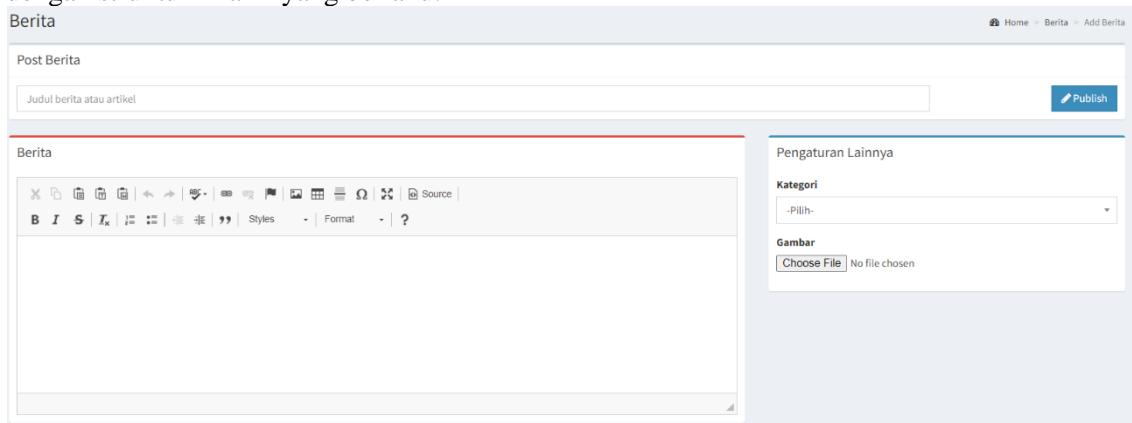 Berita
Home > Berita > Add Berita
Post Berita
Judul berita atau artikel
Publish
Berita
Source
B I S Ix Styles Format ?
Pengaturan Lainnya
Kategori
-Pilih-
Gambar
Choose File No file chosen